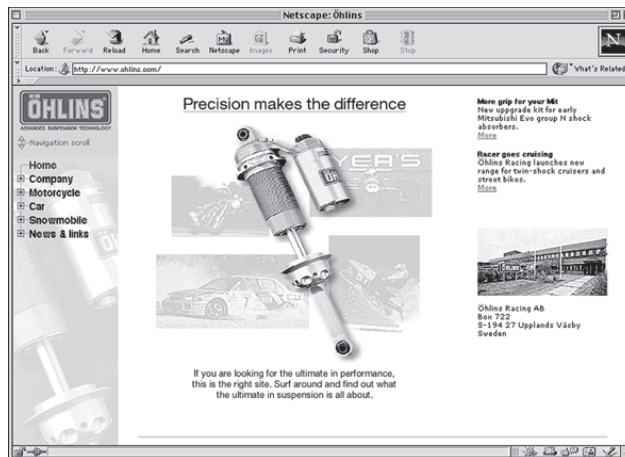 Netscape: Öhlins
Back Forward Reload Home Search Netscape Images Print Security Shop Stop
N
Location: http://www.ohlins.com/ What's Related
ÖHLINS
ADVANCED SUSPENSION TECHNOLOGY
Navigation scroll
Home
Company
Motorcycle
Car
Snowmobile
News & links
Precision makes the difference
YER'S
ÖH
7
If you are looking for the ultimate in performance,
this is the right site. Surf around and find out what
the ultimate in suspension is all about.
More grip for your Mit
New uppgrade kit for early
Mitsubishi Evo group N shock
absorbers.
More
Racer goes cruising
Öhlins Racing launches new
range for twin-shock cruisers and
street bikes.
More
Öhlins Racing AB
Box 722
S-194 27 Upplands Väsby
Sweden